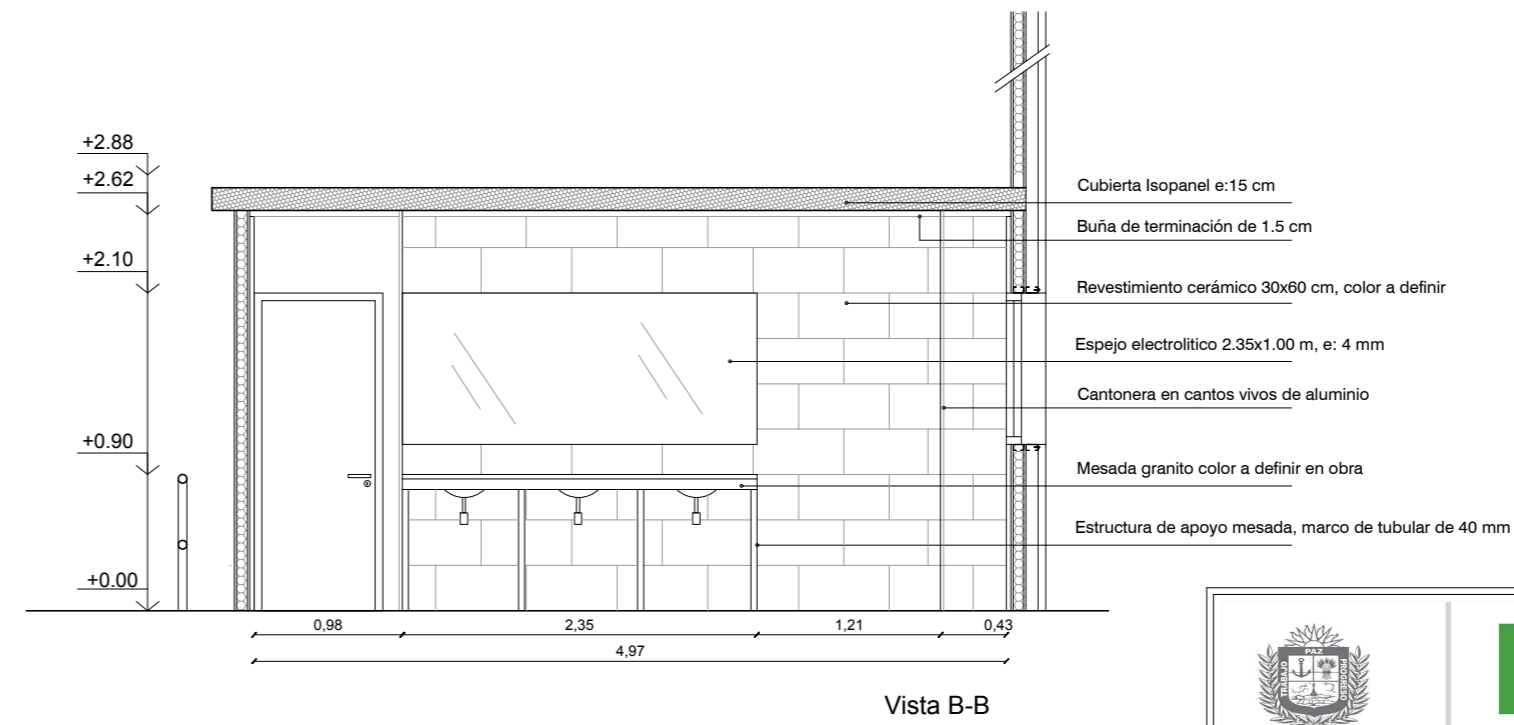 +2.88
+2.62
+2.10
+0.90
+0.00
Cubierta Isopanel e:15 cm
Buña de terminación de 1.5 cm
Revestimiento cerámico 30x60 cm, color a definir
Espejo electrolitico 2.35x1.00 m, e: 4 mm
Cantonera en cantos vivos de aluminio
Mesada granito color a definir en obra
Estructura de apoyo mesada, marco de tubular de 40 mm
0,98
2,35
1,21
0,43
4,97
Vista B-B
PAZ
TRABAJO
PROGRESO